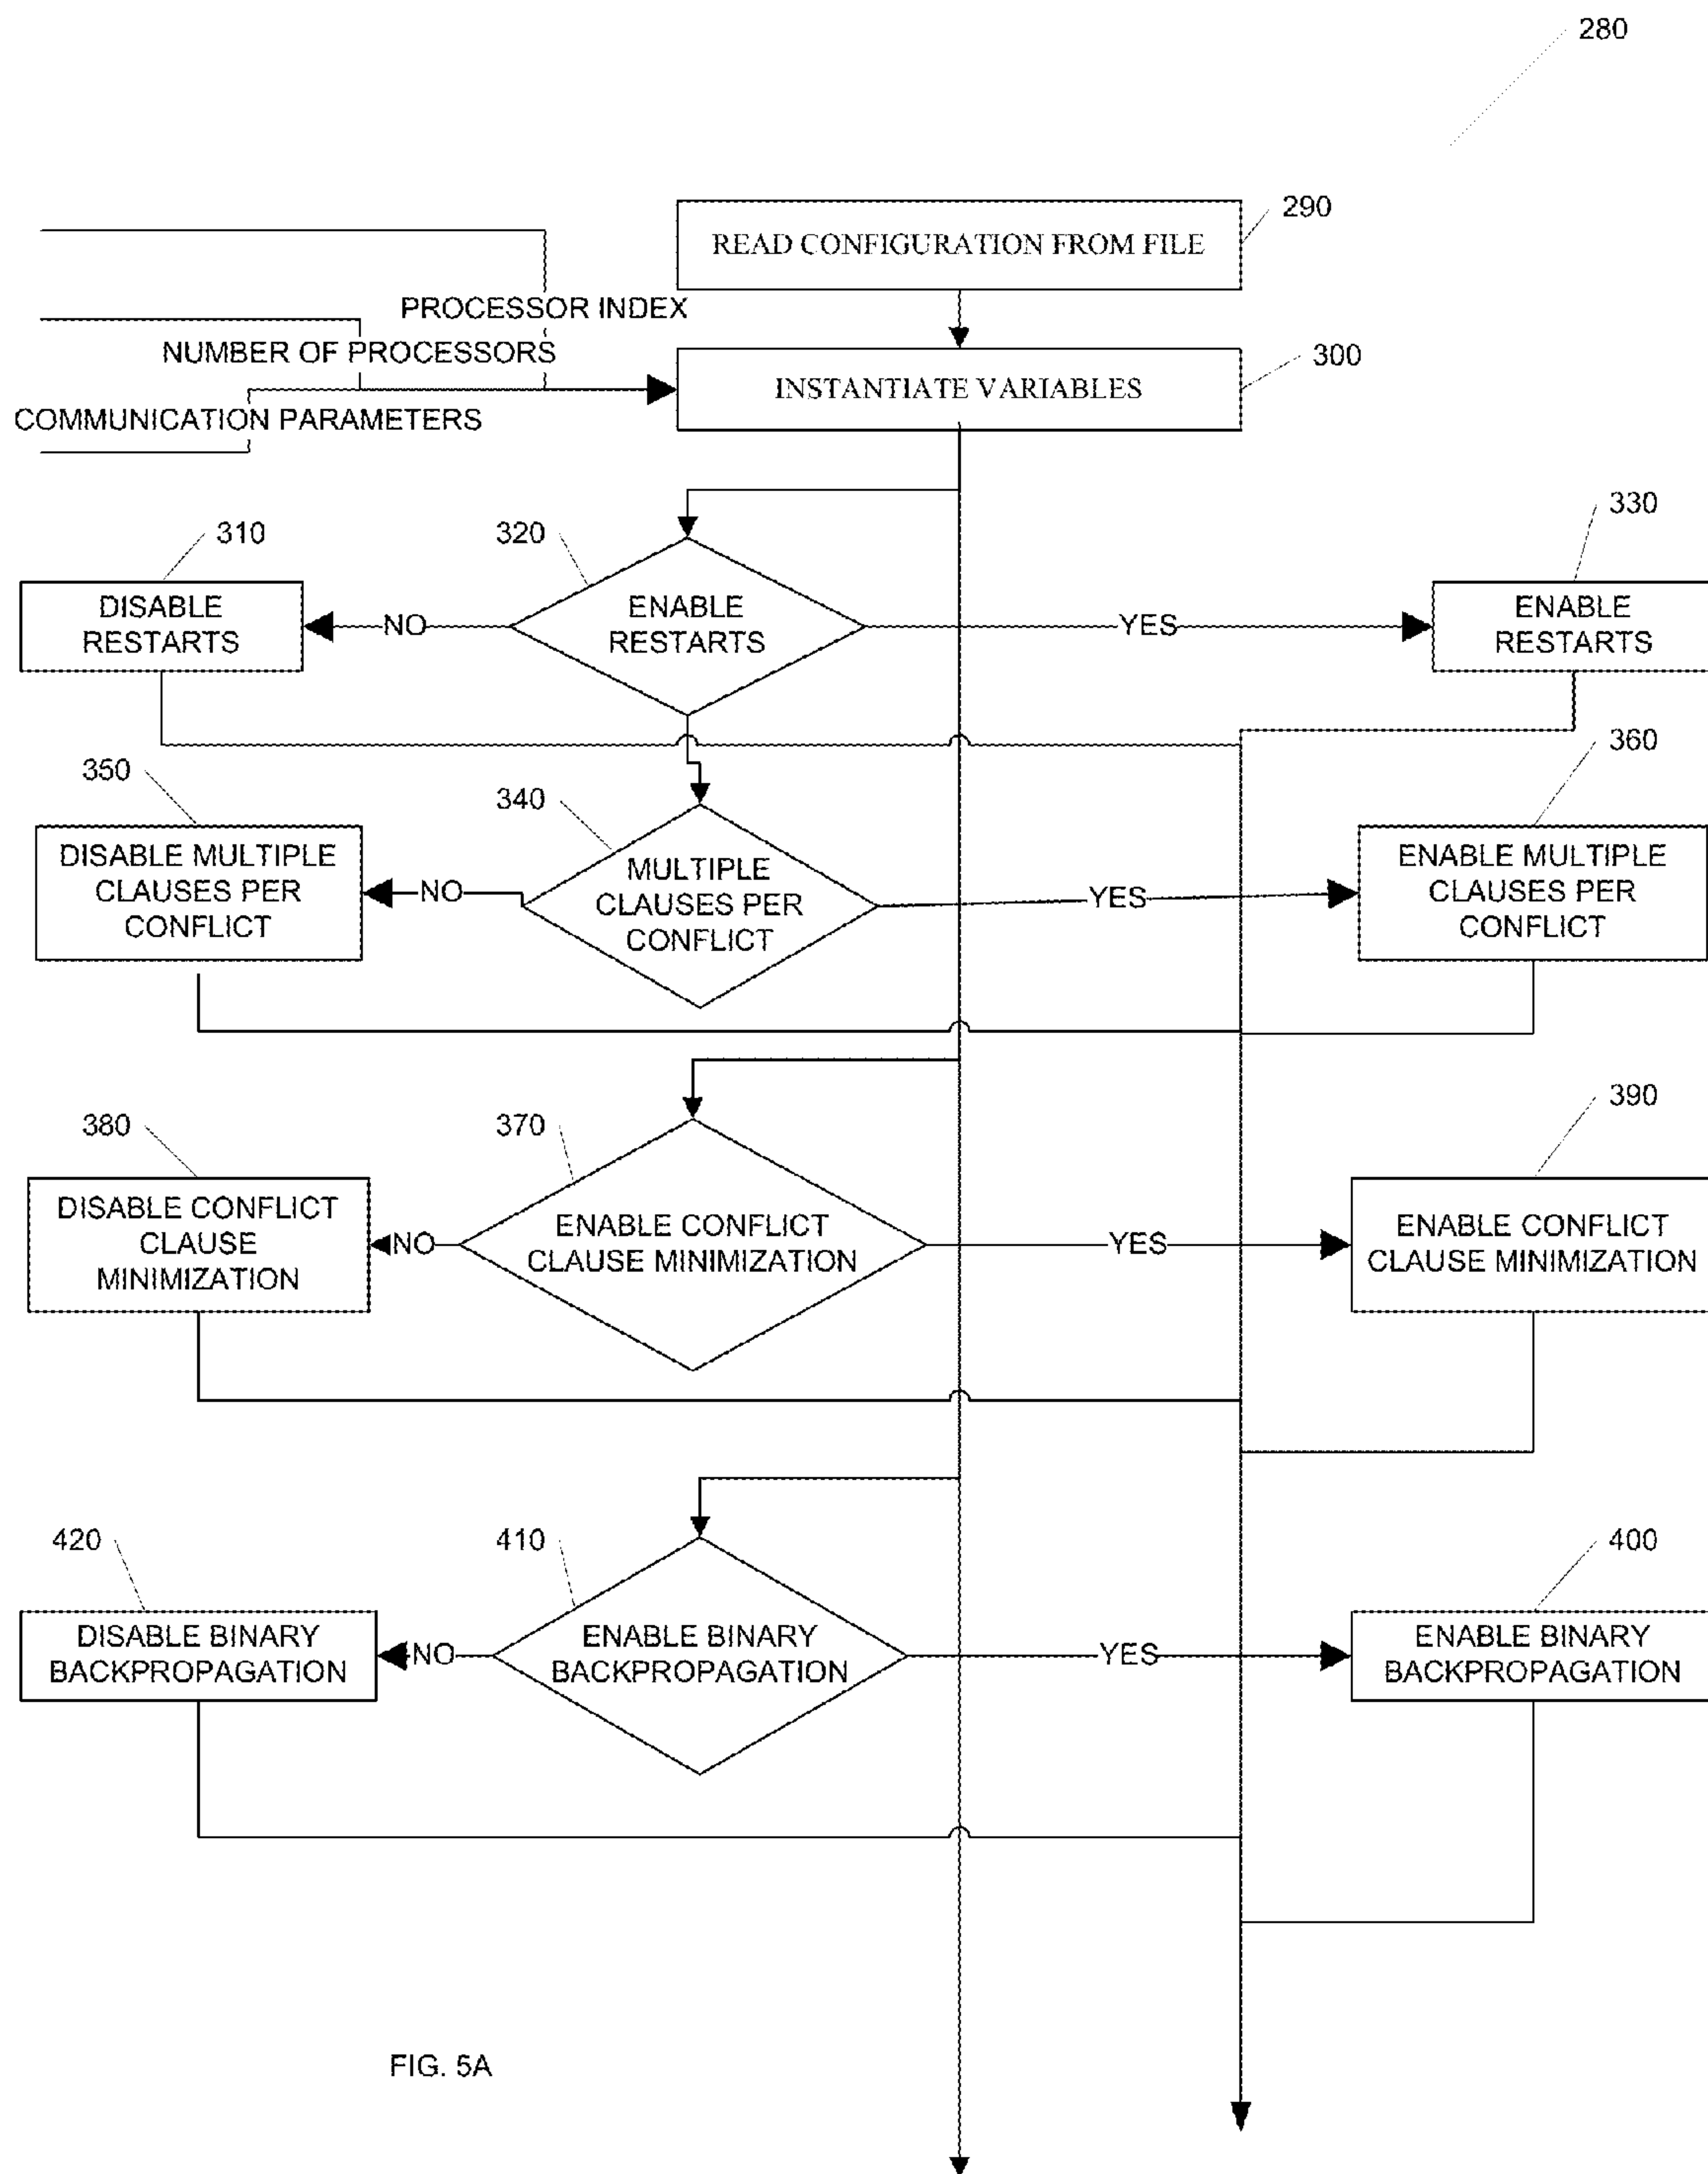 280
290
READ CONFIGURATION FROM FILE
PROCESSOR INDEX
NUMBER OF PROCESSORS
300
INSTANTIATE VARIABLES
COMMUNICATION PARAMETERS
310
320
330
DISABLE
RESTARTS
NO
ENABLE
RESTARTS
YES
ENABLE
RESTARTS
350
340
360
DISABLE MULTIPLE
CLAUSES PER
CONFLICT
NO
MULTIPLE
CLAUSES PER
CONFLICT
YES
ENABLE MULTIPLE
CLAUSES PER
CONFLICT
380
370
390
DISABLE CONFLICT
CLAUSE
MINIMIZATION
NO
ENABLE CONFLICT
CLAUSE MINIMIZATION
YES
ENABLE CONFLICT
CLAUSE MINIMIZATION
420
410
400
DISABLE BINARY
BACKPROPAGATION
NO
ENABLE BINARY
BACKPROPAGATION
YES
ENABLE BINARY
BACKPROPAGATION
FIG. 5A